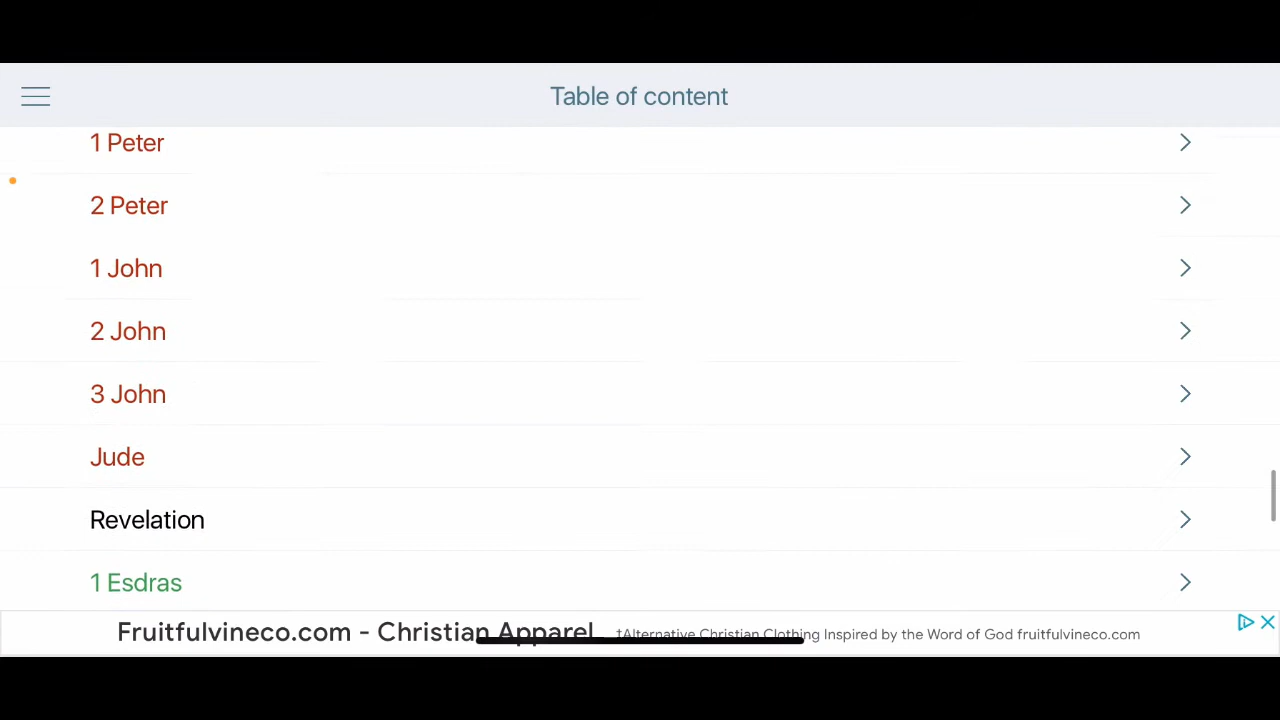 Table of content
1 Peter
2 Peter
1 John
2 John
3 John
Jude
Revelation
1 Esdras
Fruitfulvineco.com - Christian Apparel
†Alternative Christian Clothing Inspired by the Word of God fruitfulvineco.com